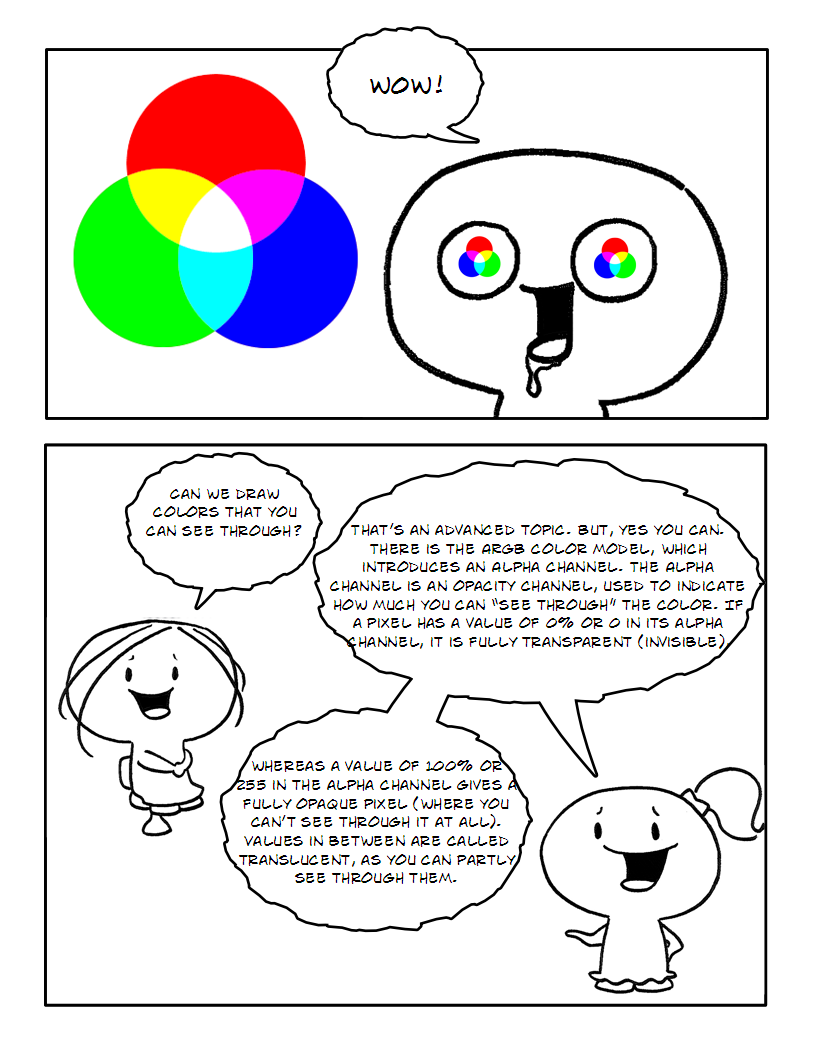 WOW!
CAN WE DRAW
COLORS THAT YOU
CAN SEE THROUGH?
THAT'S AN ADVANCED TOPIC. BUT, YES YOU CAN.
THERE IS THE ARGB COLOR MODEL, WHICH
INTRODUCES AN ALPHA CHANNEL. THE ALPHA
CHANNEL IS AN OPACITY CHANNEL, USED TO INDICATE
HOW MUCH YOU CAN "SEE THROUGH" THE COLOR. IF
A PIXEL HAS A VALUE OF 0% OR 0 IN ITS ALPHA
CHANNEL, IT IS FULLY TRANSPARENT (INVISIBLE)
WHEREAS A VALUE OF 100% OR
255 IN THE ALPHA CHANNEL GIVES A
FULLY OPAQUE PIXEL (WHERE YOU
CAN'T SEE THROUGH IT AT ALL).
VALUES IN BETWEEN ARE CALLED
TRANSLUCENT, AS YOU CAN PARTLY
SEE THROUGH THEM.